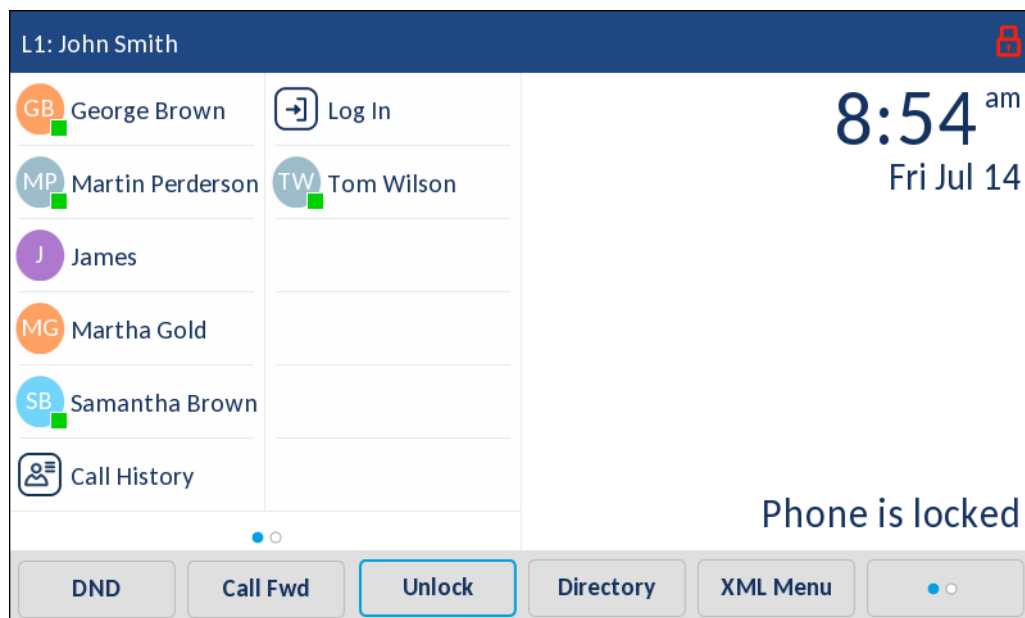 L1: John Smith
GB George Brown
Log In
8:54 am
MP Martin Perderson
TW Tom Wilson
Fri Jul 14
J James
MG Martha Gold
SB Samantha Brown
Call History
Phone is locked
DND Call Fwd Unlock Directory XML Menu